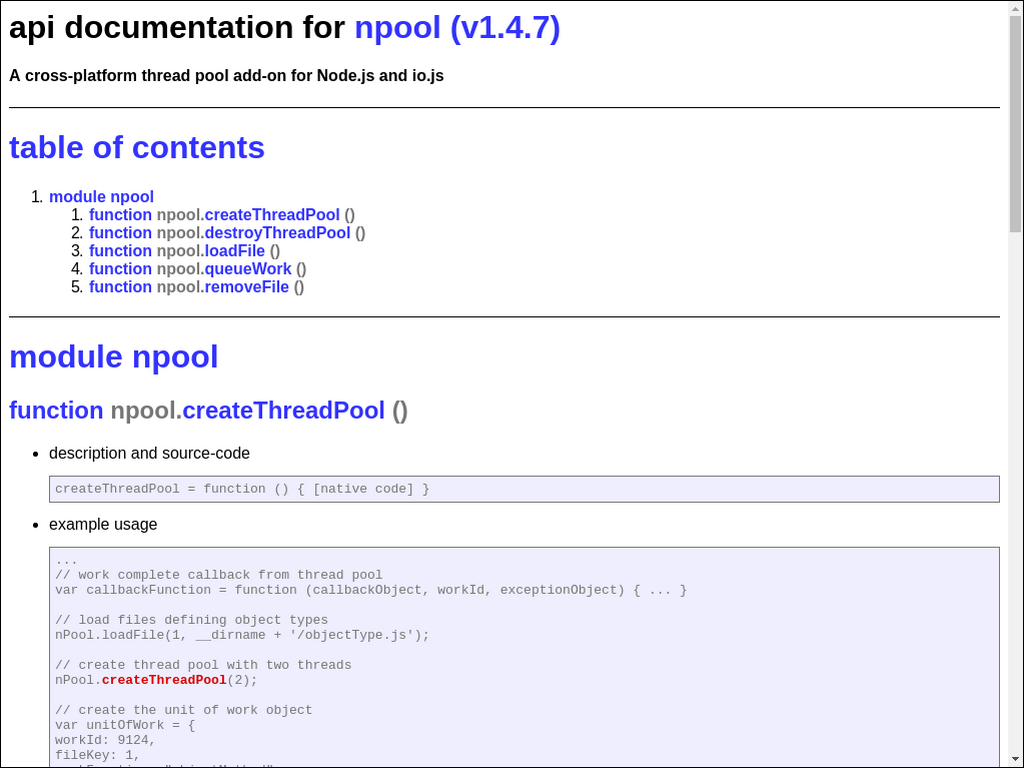 api documentation for npool (v1.4.7)
A cross-platform thread pool add-on for Node.js and io.js
table of contents
1. module npool
1. function npool.createThreadPool ()
2. function npool.destroyThreadPool ()
3. function npool.loadFile ()
4. function npool.queueWork ()
5. function npool.removeFile ()
module npool
function npool.createThreadPool ()
• description and source-code
createThreadPool = function () { [native code] }
• example usage
...
// work complete callback from thread pool
var callbackFunction = function (callbackObject, workId, exceptionObject) { ... }
// load files defining object types
nPool.loadFile(1, __dirname + '/objectType.js');
// create thread pool with two threads
nPool.createThreadPool(2);
// create the unit of work object
var unitOfWork = {
workId: 9124,
fileKey: 1,